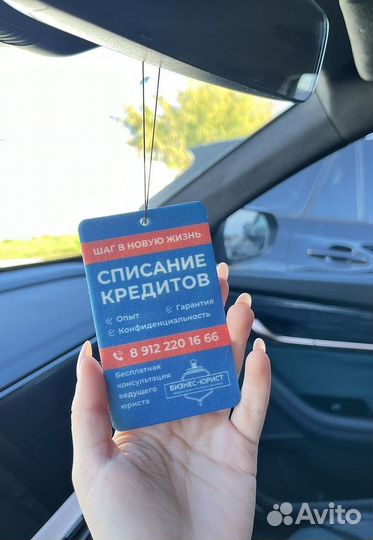 ШАГ В НОВУЮ ЖИЗНЬ
СПИСАНИЕ
КРЕДИТОВ
Опыт
Гарантия
Конфиденциальность
8 912 220 16 66
Бесплатная
консультация
ведущего
юриста
БИЗНЕС-ЮРИСТ
Avito